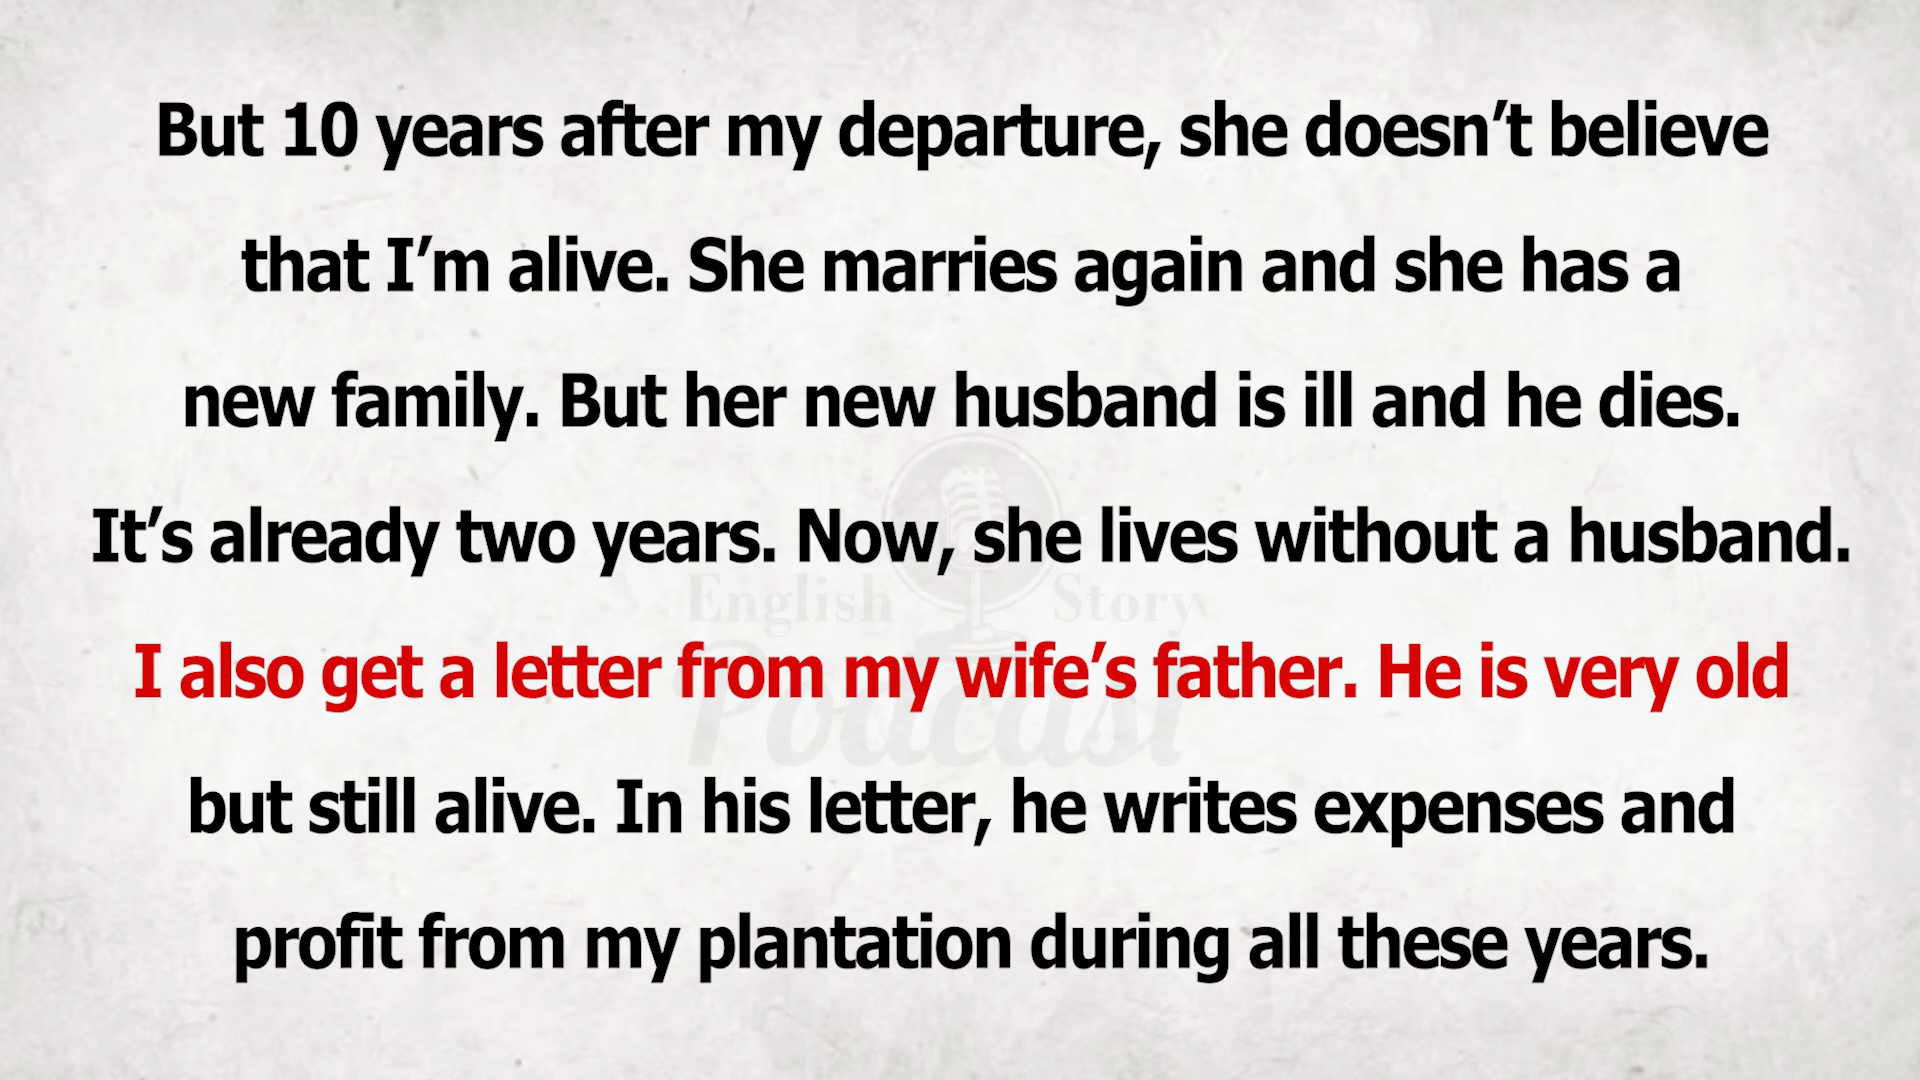 But 10 years after my departure, she doesn’t believe
that I’m alive. She marries again and she has a
new family. But her new husband is ill and he dies.
It’s already two years. Now, she lives without a husband.
English Story
I also get a letter from my wife’s father. He is very old
Podcast
but still alive. In his letter, he writes expenses and
profit from my plantation during all these years.